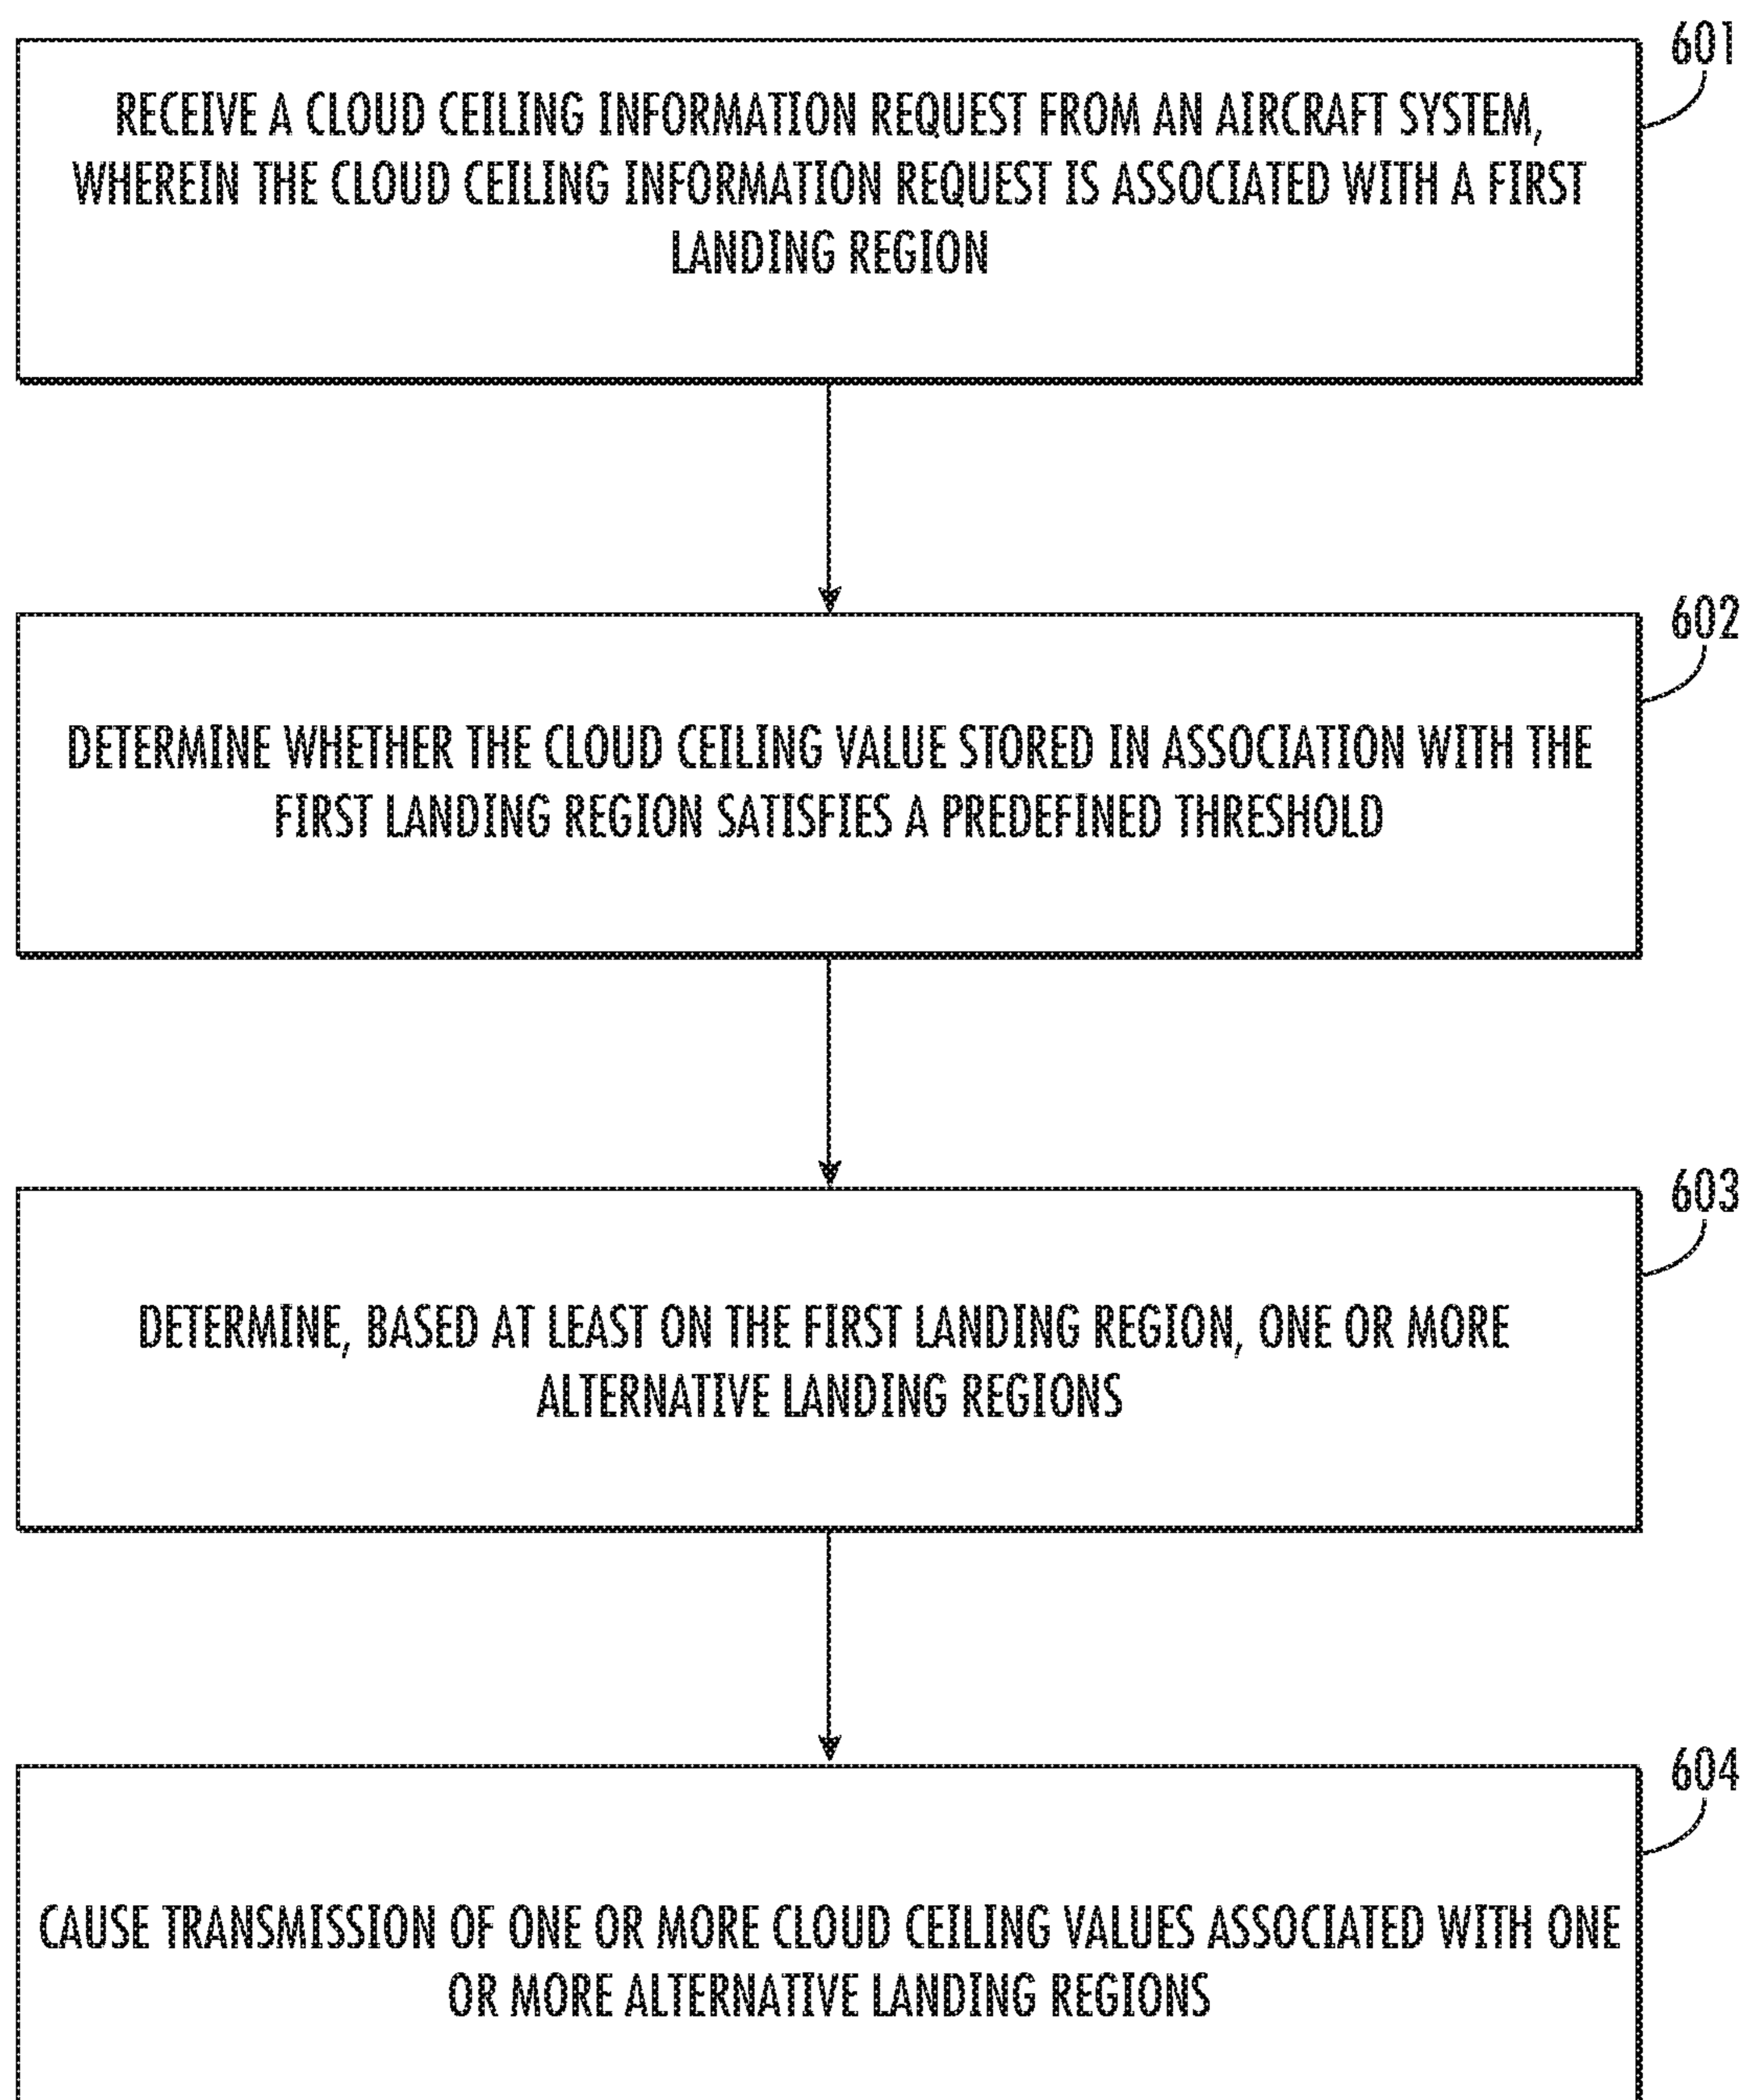 601
RECEIVE A CLOUD CEILING INFORMATION REQUEST FROM AN AIRCRAFT SYSTEM,
WHEREIN THE CLOUD CEILING INFORMATION REQUEST IS ASSOCIATED WITH A FIRST
LANDING REGION
602
DETERMINE WHETHER THE CLOUD CEILING VALUE STORED IN ASSOCIATION WITH THE
FIRST LANDING REGION SATISFIES A PREDEFINED THRESHOLD
603
DETERMINE, BASED AT LEAST ON THE FIRST LANDING REGION, ONE OR MORE
ALTERNATIVE LANDING REGIONS
604
CAUSE TRANSMISSION OF ONE OR MORE CLOUD CEILING VALUES ASSOCIATED WITH ONE
OR MORE ALTERNATIVE LANDING REGIONS